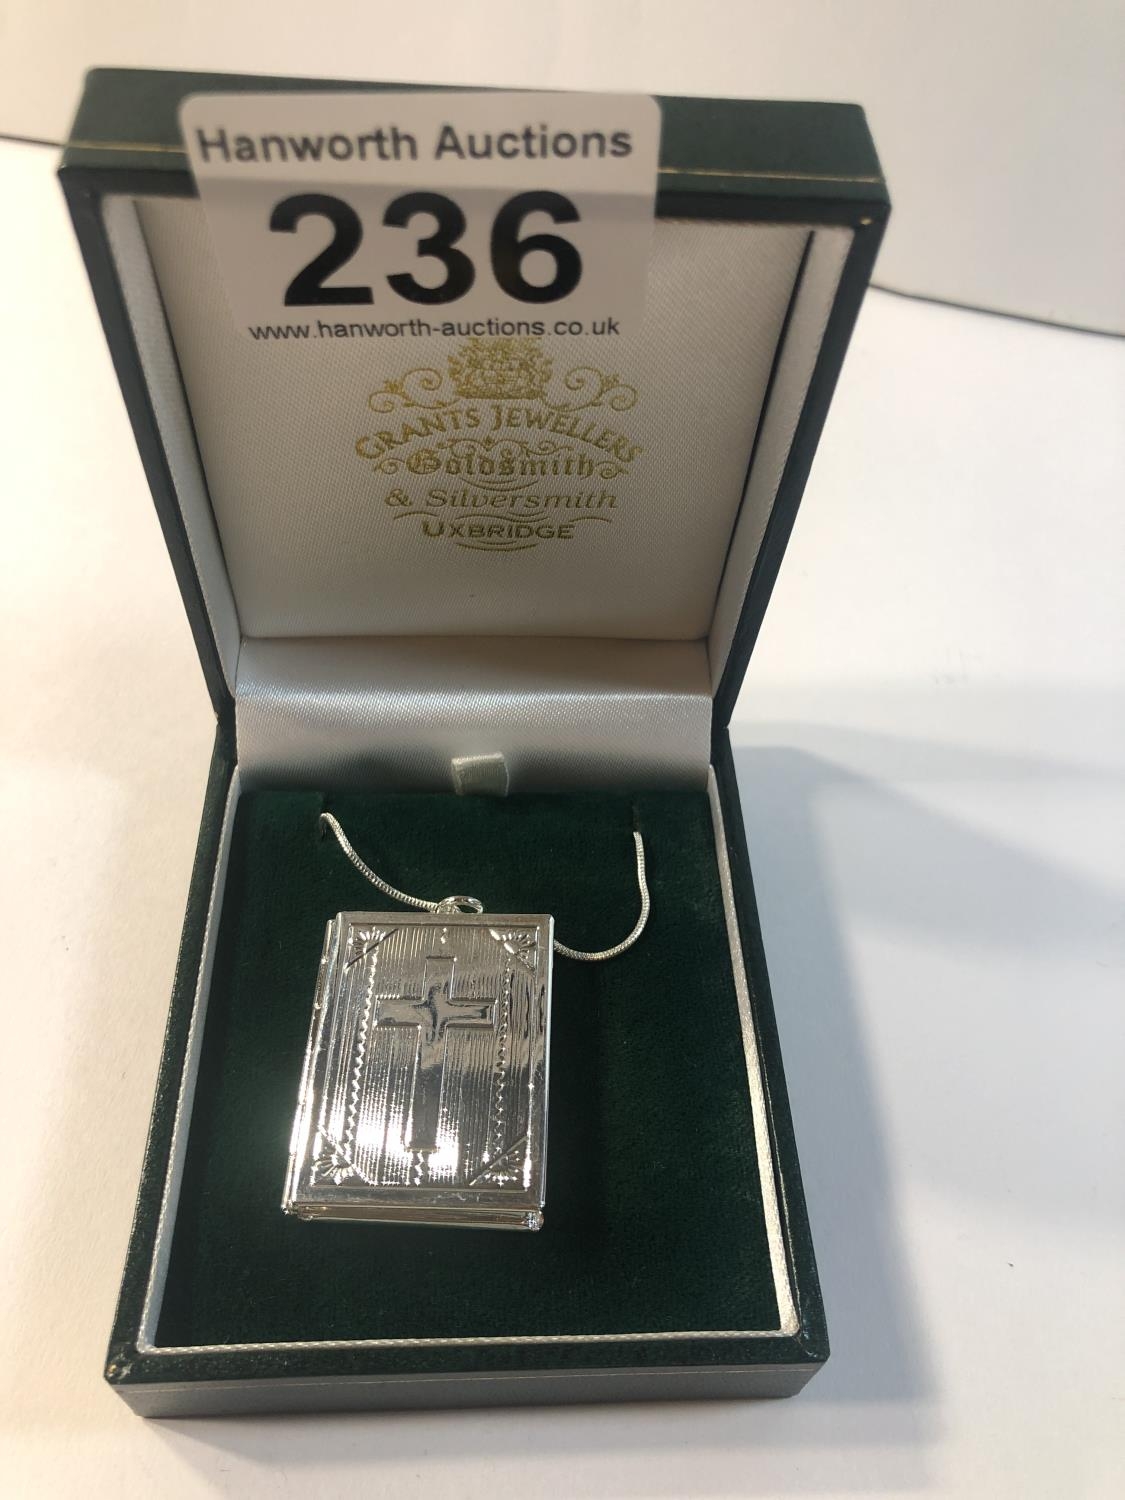 Hanworth Auctions
236
www.hanworth-auctions.co.uk
GRANTS JEWELLERS
Goldsmith
& Silversmith
UXBRIDGE